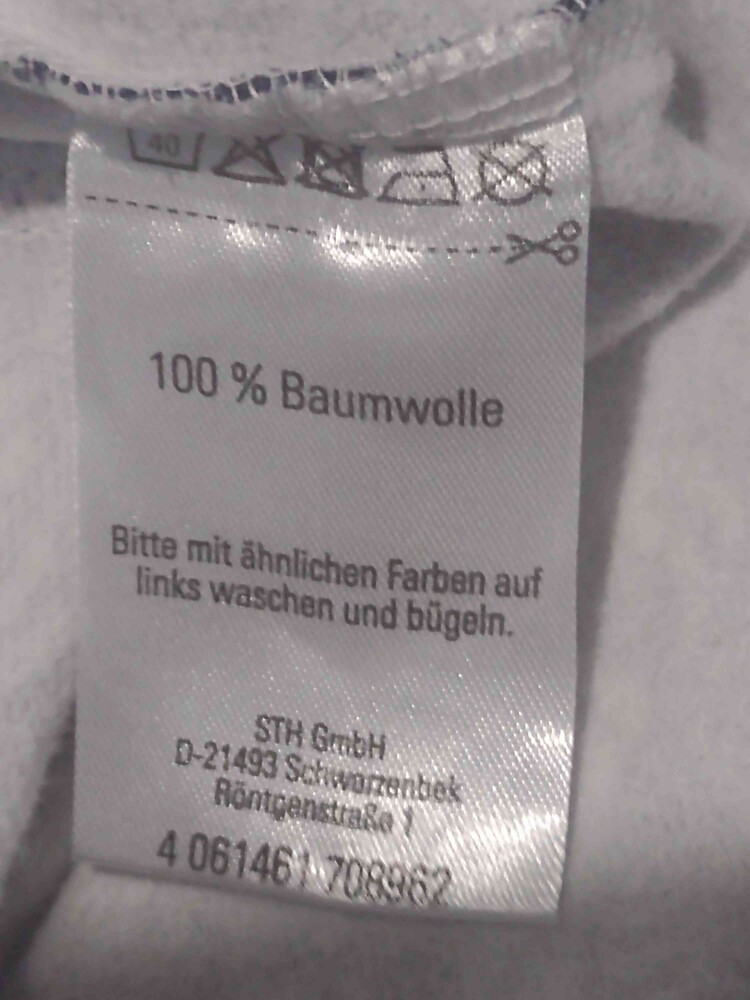 40
100 % Baumwolle
Bitte mit ähnlichen Farben auf
links waschen und bügeln.
STH GmbH
D-21493 Schwarzenbek
Röntgenstraße 1
4 061461 708962